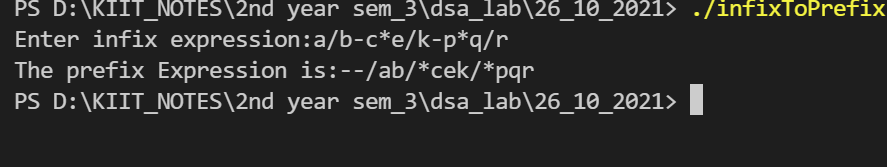 PS D:\KIIT_NOTES\2nd year sem_3\dsa_lab\26_10_2021> ./infixToPrefix
Enter infix expression:a/b-c*e/k-p*q/r
The prefix Expression is:--/ab/*cek/*pqr
PS D:\KIIT_NOTES\2nd year sem_3\dsa_lab\26_10_2021>